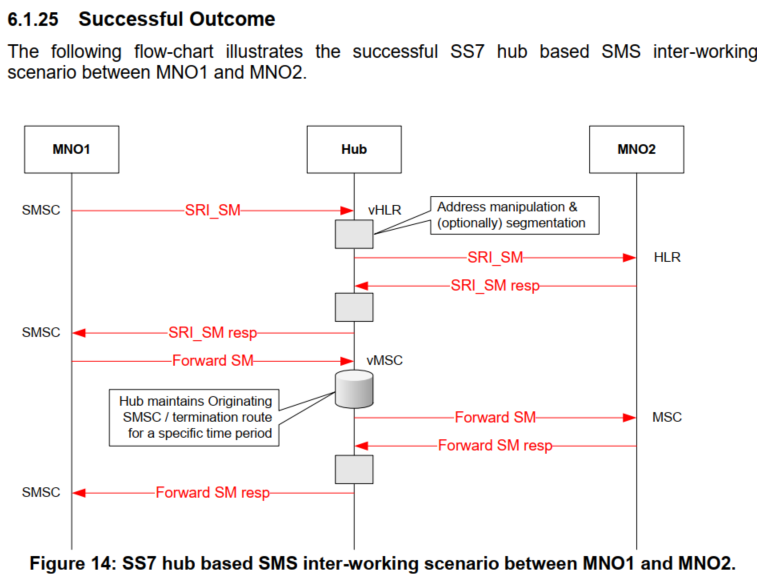 6.1.25 Successful Outcome
The following flow-chart illustrates the successful SS7 hub based SMS inter-working
scenario between MNO1 and MNO2.
MNO1
Hub
MNO2
SMSC
SRI_SM
vHLR
Address manipulation &
(optionally) segmentation
SRI_SM
HLR
SRI_SM resp
SMSC
SRI_SM resp
Forward SM
vMSC
Hub maintains Originating
SMSC / termination route
for a specific time period
Forward SM
MSC
Forward SM resp
SMSC
Forward SM resp
Figure 14: SS7 hub based SMS inter-working scenario between MNO1 and MNO2.